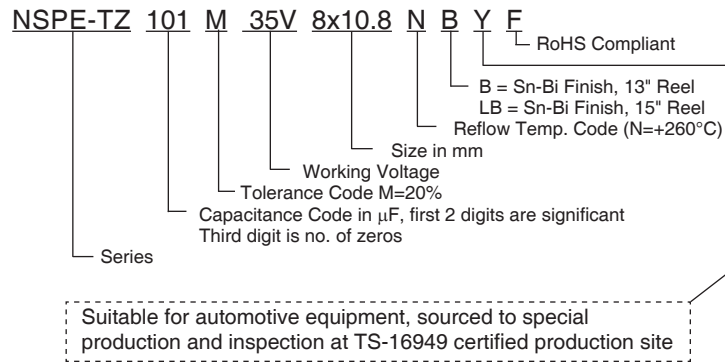 NSPE-TZ 101 M 35V 8x10.8 N B Y F
RoHS Compliant
B = Sn-Bi Finish, 13" Reel
LB = Sn-Bi Finish, 15" Reel
Reflow Temp. Code (N=+260°C)
Size in mm
Working Voltage
Tolerance Code M=20%
Capacitance Code in μF, first 2 digits are significant
Third digit is no. of zeros
Series
Suitable for automotive equipment, sourced to special
production and inspection at TS-16949 certified production site